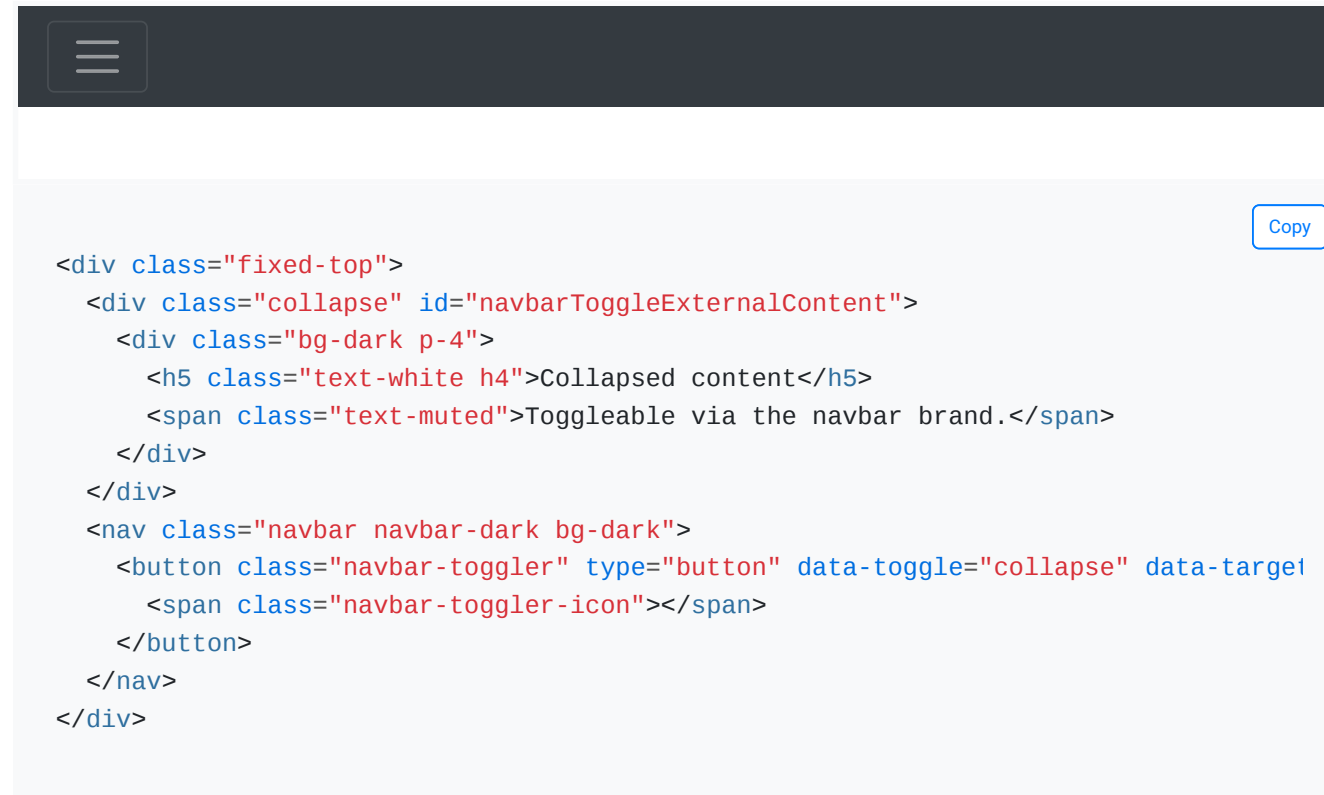 Copy
<div class="fixed-top">
  <div class="collapse" id="navbarToggleExternalContent">
    <div class="bg-dark p-4">
      <h5 class="text-white h4">Collapsed content</h5>
      <span class="text-muted">Toggleable via the navbar brand.</span>
    </div>
  </div>
  <nav class="navbar navbar-dark bg-dark">
    <button class="navbar-toggler" type="button" data-toggle="collapse" data-target
      <span class="navbar-toggler-icon"></span>
    </button>
  </nav>
</div>